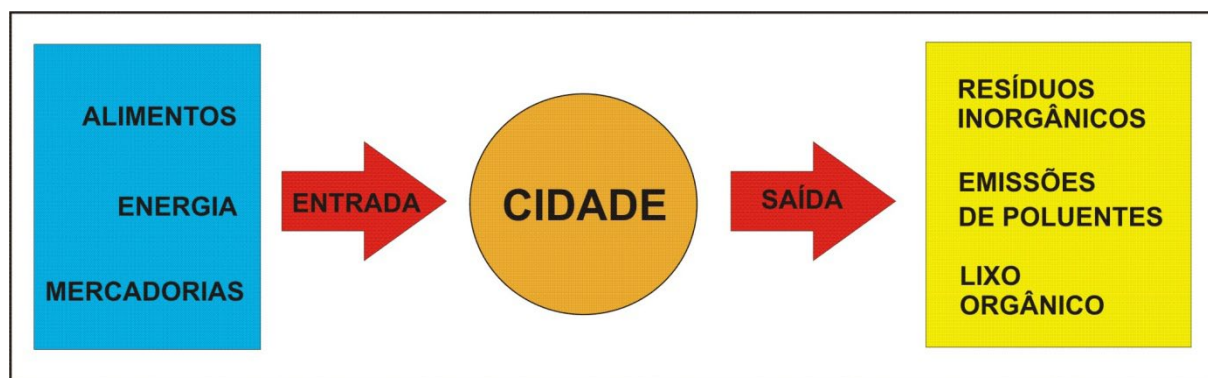 ALIMENTOS
ENERGIA
MERCADORIAS
ENTRADA
CIDADE
SAÍDA
RESÍDUOS
INORGÂNICOS
EMISSÕES
DE POLUENTES
LIXO
ORGÂNICO